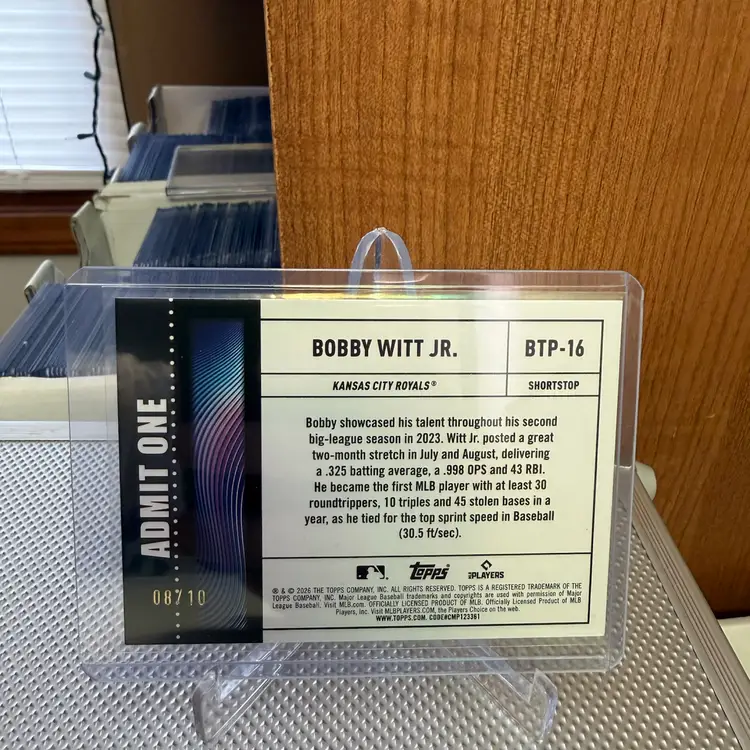 ADMIT ONE
08/10
BOBBY WITT JR.
BTP-16
KANSAS CITY ROYALS®
SHORTSTOP
Bobby showcased his talent throughout his second
big-league season in 2023. Witt Jr. posted a great
two-month stretch in July and August, delivering
a .325 batting average, a .998 OPS and 43 RBI.
He became the first MLB player with at least 30
roundtrippers, 10 triples and 45 stolen bases in a
year, as he tied for the top sprint speed in Baseball
(30.5 ft/sec).
topps
PLAYERS
® & © 2026 THE TOPPS COMPANY, INC. ALL RIGHTS RESERVED. TOPPS IS A REGISTERED TRADEMARK OF THE
TOPPS COMPANY, INC. Major League Baseball trademarks and copyrights are used with permission of Major
League Baseball. Visit MLB.com. OFFICIALLY LICENSED PRODUCT OF MLB. Officially Licensed Product of MLB
Players, Inc. Visit MLBPLAYERS.COM, the Players Choice on the web.
WWW.TOPPS.COM. CODE#CMP123361